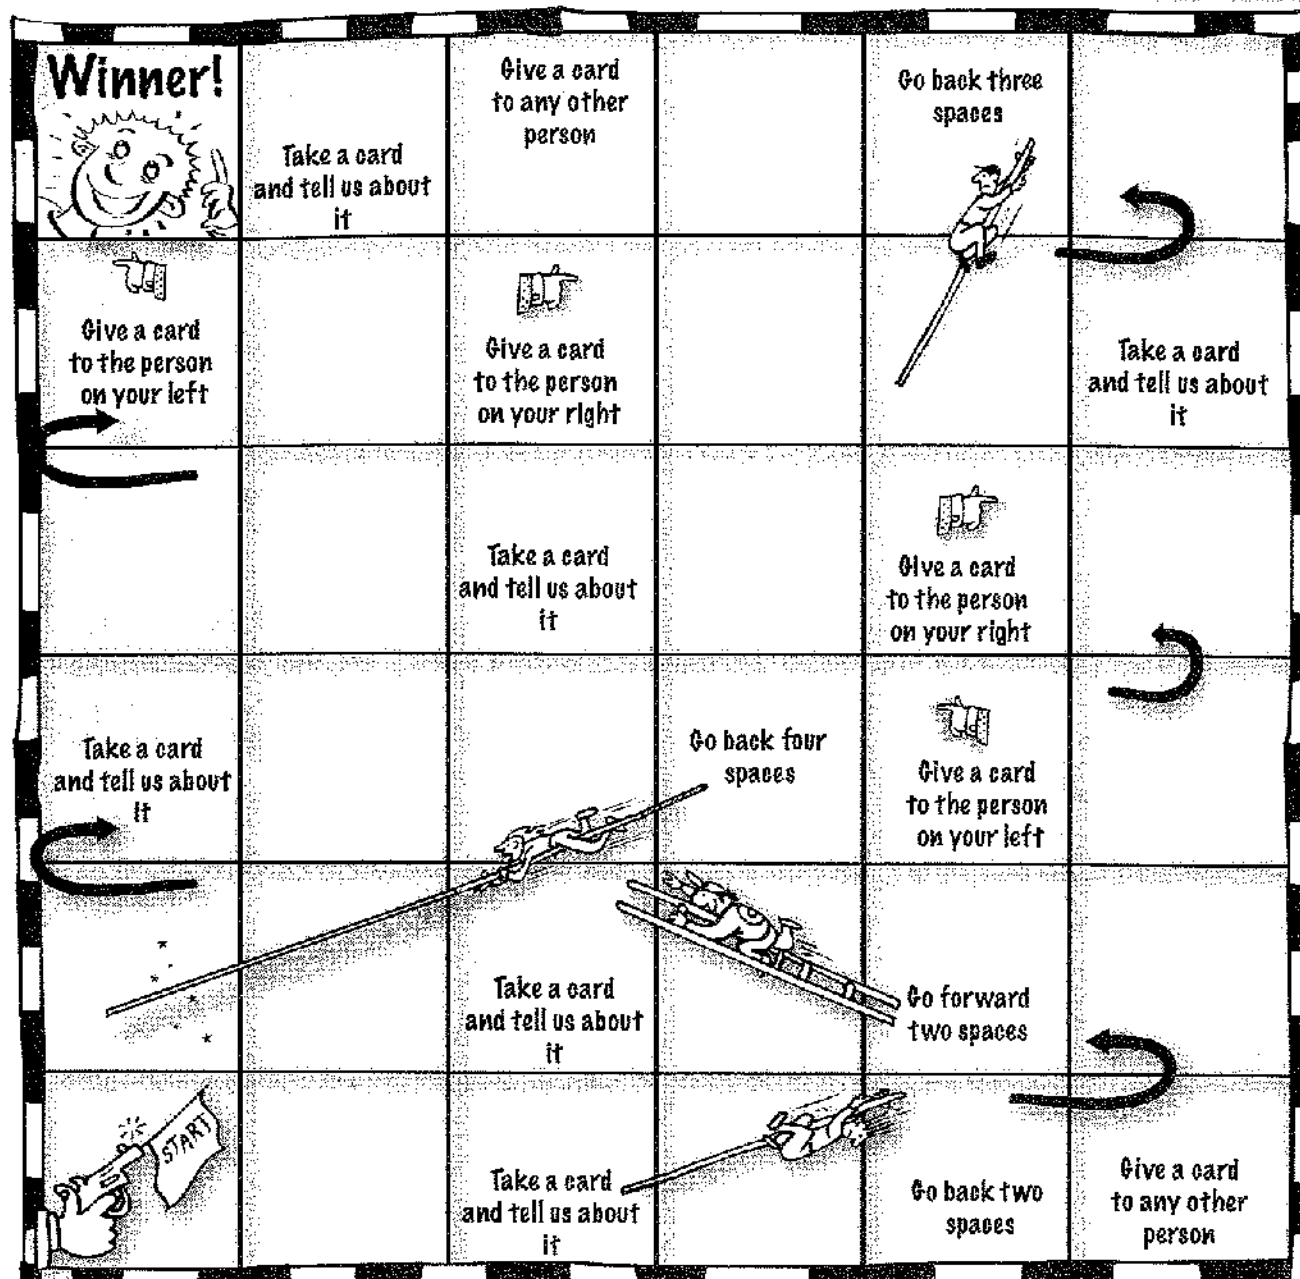 Winner!
Take a card
and tell us about
it
Give a card
to any other
person
Go back three
spaces
Give a card
to the person
on your left
Give a card
to the person
on your right
Take a card
and tell us about
it
Take a card
and tell us about
it
Give a card
to the person
on your right
Take a card
and tell us about
it
Go back four
spaces
Give a card
to the person
on your left
Take a card
and tell us about
it
Go forward
two spaces
START
Take a card
and tell us about
it
Go back two
spaces
Give a card
to any other
person